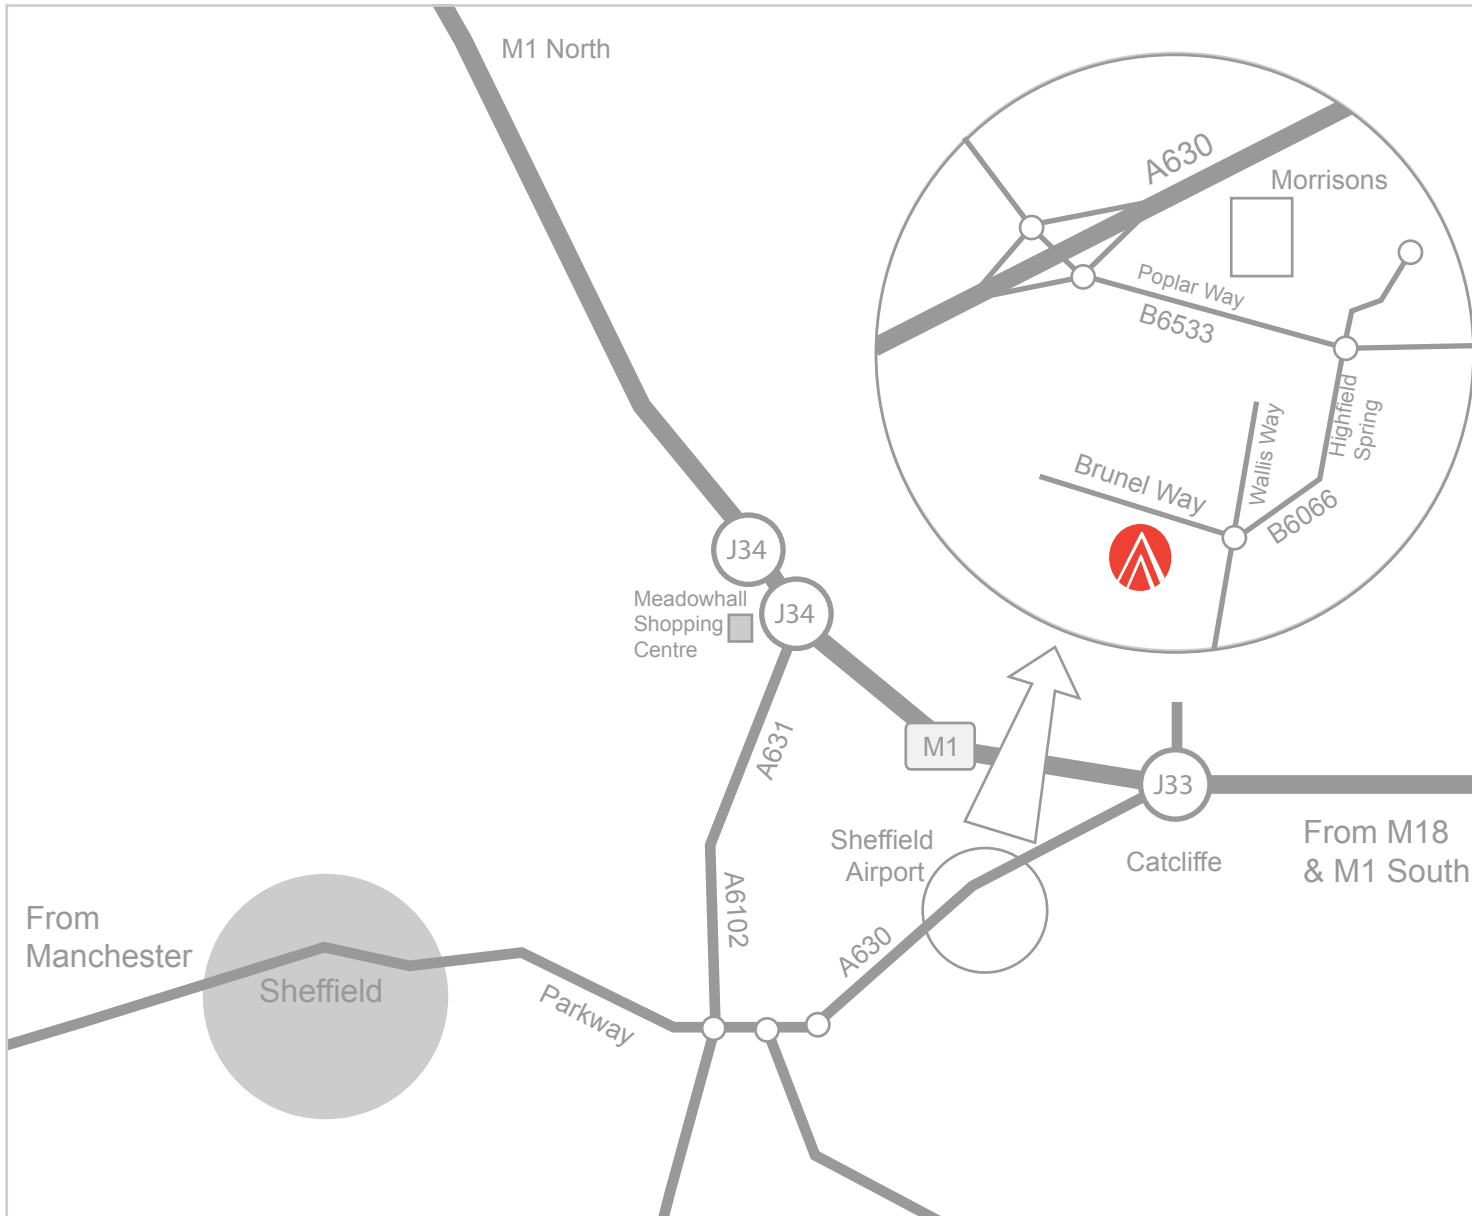 M1 North
A630
Morrisons
Poplar Way
B6533
Highfield
Spring
Wallis Way
Brunel Way
B6066
J34
Meadowhall
Shopping
Centre
J34
A631
M1
J33
Sheffield
Airport
Catcliffe
From M18
& M1 South
A6102
From
Manchester
A630
Sheffield
Parkway